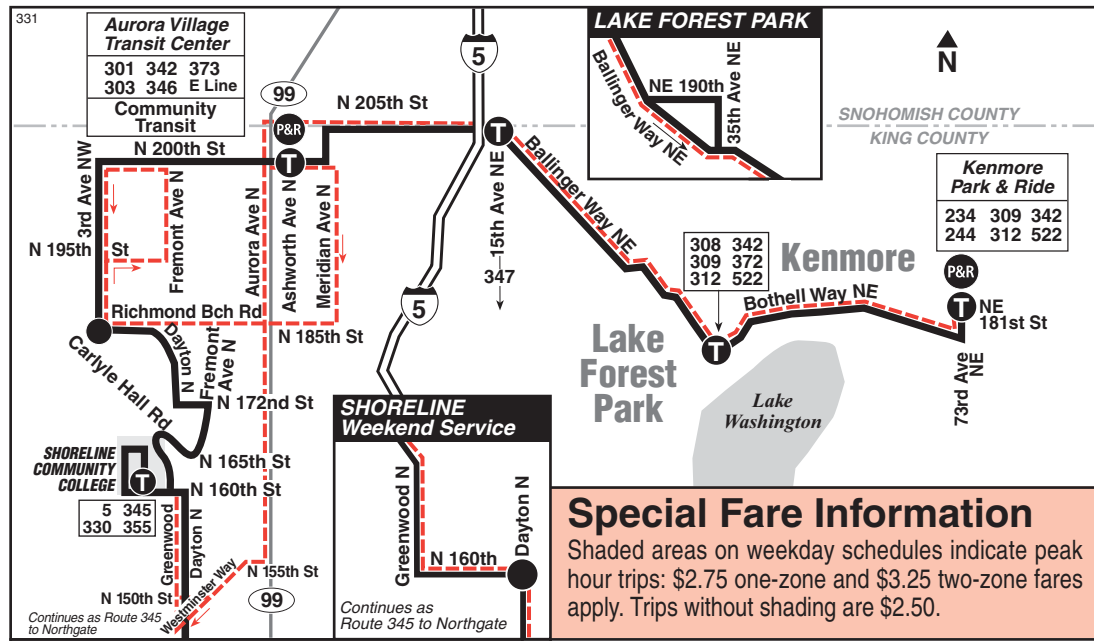 331
Aurora Village
Transit Center
301 342 373
303 346 E Line
Community
Transit
99
N 205th St
P&R
T
N 200th St
3rd Ave NW
N 195th St
Fremont Ave N
Aurora Ave N
Ashworth Ave N
Meridian Ave N
Richmond Bch Rd
N 185th St
Carlyle Hall Rd
Dayton N
Fremont
Ave N
N 172nd St
N 165th St
SHORELINE
COMMUNITY
COLLEGE
T
N 160th St
5 345
330 355
Greenwood
Dayton N
N 155th St
N 150th St
Westminster Way
99
Continues as Route 345
to Northgate
5
5
T
15th Ave NE
347
Ballinger Way NE
LAKE FOREST PARK
Ballinger Way NE
NE 190th
35th Ave NE
N
SNOHOMISH COUNTY
KING COUNTY
Kenmore
Park & Ride
234 309 342
244 312 522
P&R
T
NE
181st St
73rd Ave
NE
308 342
309 372
312 522
T
Kenmore
Bothell Way NE
Lake
Forest
Park
Lake
Washington
SHORELINE
Weekend Service
Greenwood N
N 160th
Dayton N
Continues as
Route 345 to Northgate
Special Fare Information
Shaded areas on weekday schedules indicate peak
hour trips: $2.75 one-zone and $3.25 two-zone fares
apply. Trips without shading are $2.50.